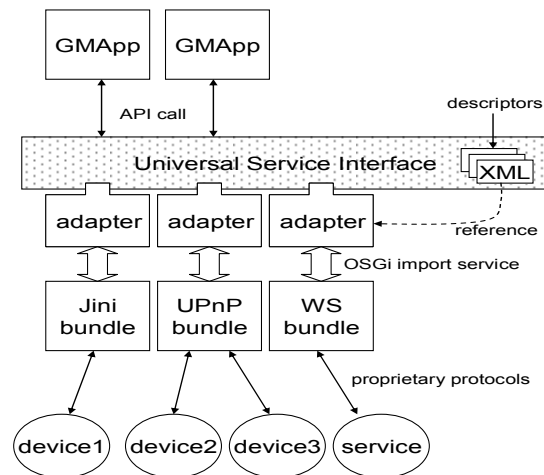 GMApp GMApp
API call
descriptors
Universal Service Interface
XML
adapter adapter adapter
reference
OSGi import service
Jini
bundle
UPnP
bundle
WS
bundle
proprietary protocols
device1 device2 device3 service